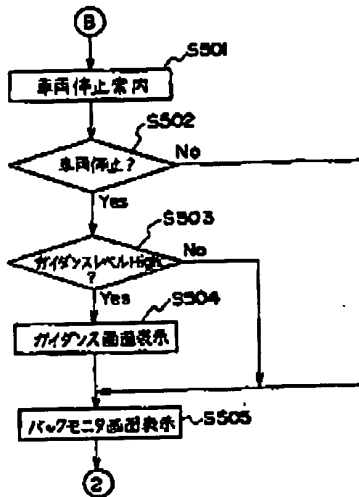 B
S501
車両停止案内
S502
車両停止?
No
Yes
S503
ガイダンスレベルHigh
?
No
Yes
S504
ガイダンス画面表示
S505
バックモニタ画面表示
2